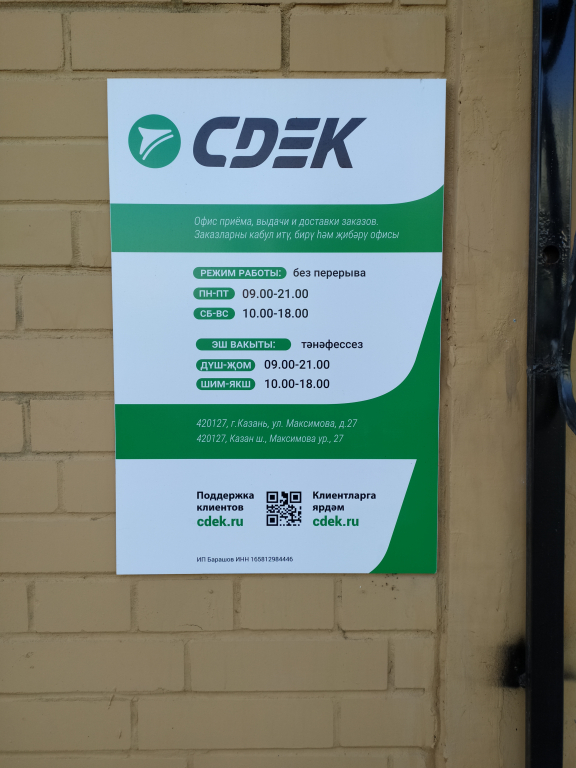 CDEK
Офис приёма, выдачи и доставки заказов.
Заказларны кабул итү, бирү һәм җибәрү офисы
РЕЖИМ РАБОТЫ: без перерыва
ПН-ПТ 09.00-21.00
СБ-ВС 10.00-18.00
ЭШ ВАКЫТЫ: тәнәфессез
ДҮШ-ҖОМ 09.00-21.00
ШИМ-ЯКШ 10.00-18.00
420127, г.Казань, ул. Максимова, д.27
420127, Казан ш., Максимова ур., 27
Поддержка
клиентов
cdek.ru
Клиентларга
ярдәм
cdek.ru
ИП Барашов ИНН 165812984446